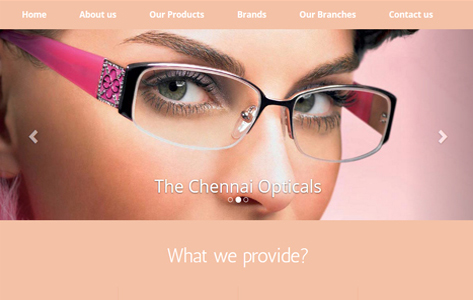 Home About us Our Products Brands Our Branches Contact us
The Chennai Opticals
What we provide?